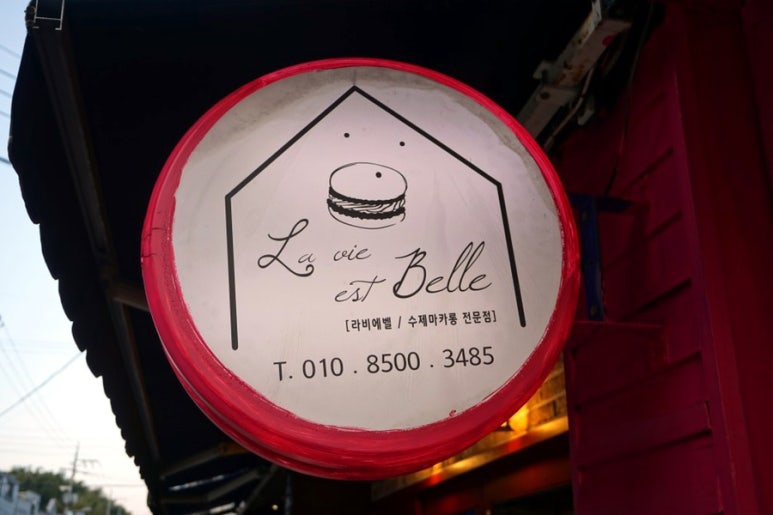 La vie
est Belle
[라비에벨 / 수제마카롱 전문점]
T. 010 . 8500 . 3485